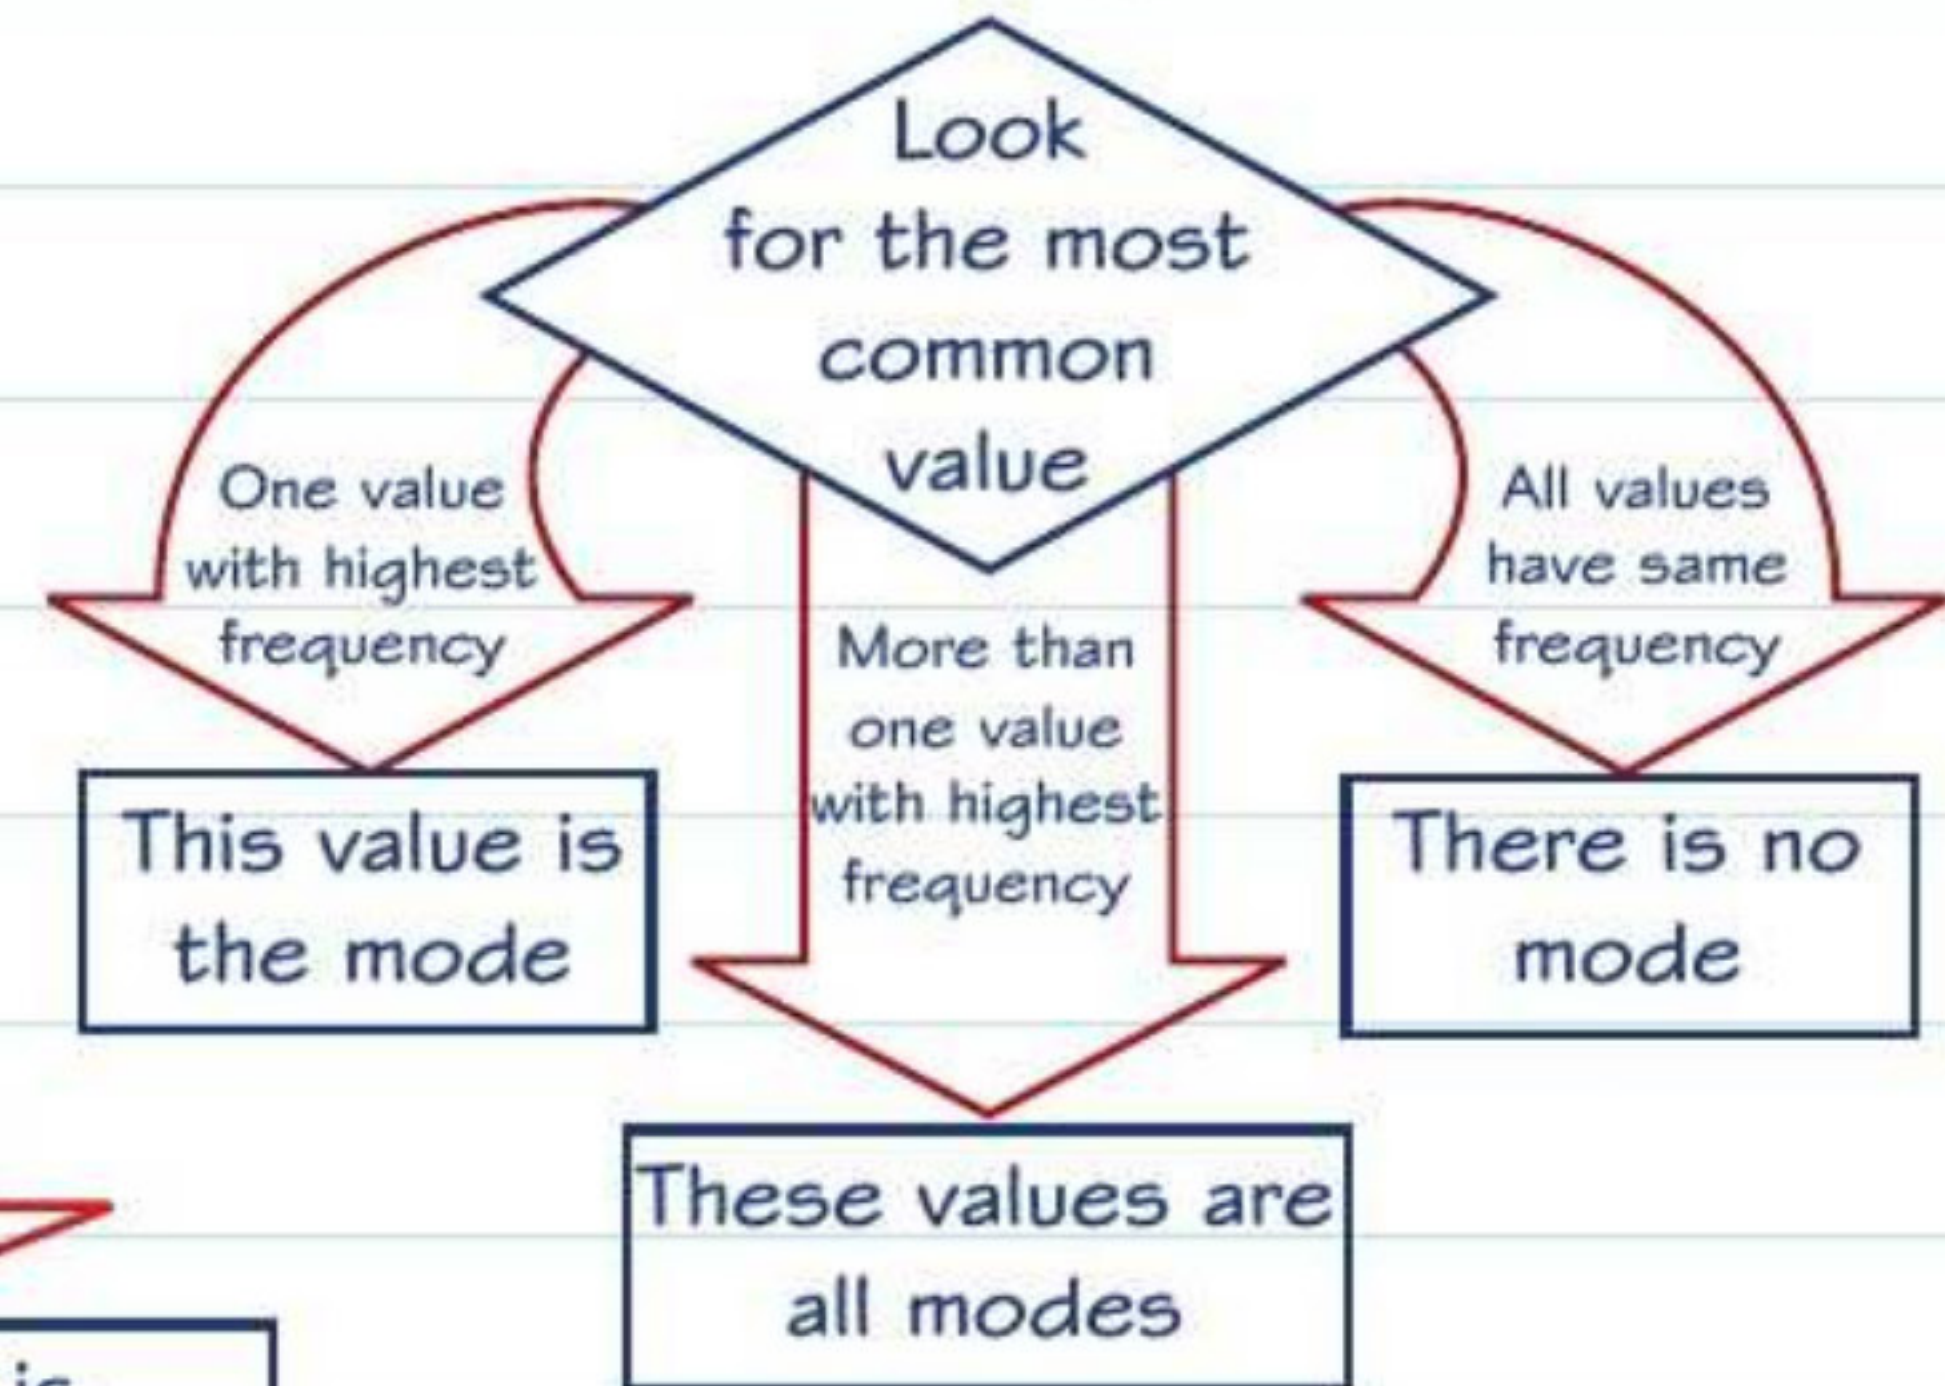 Look
for the most
common
value
One value
with highest
frequency
More than
one value
with highest
frequency
All values
have same
frequency
This value is
the mode
There is no
mode
These values are
all modes
is